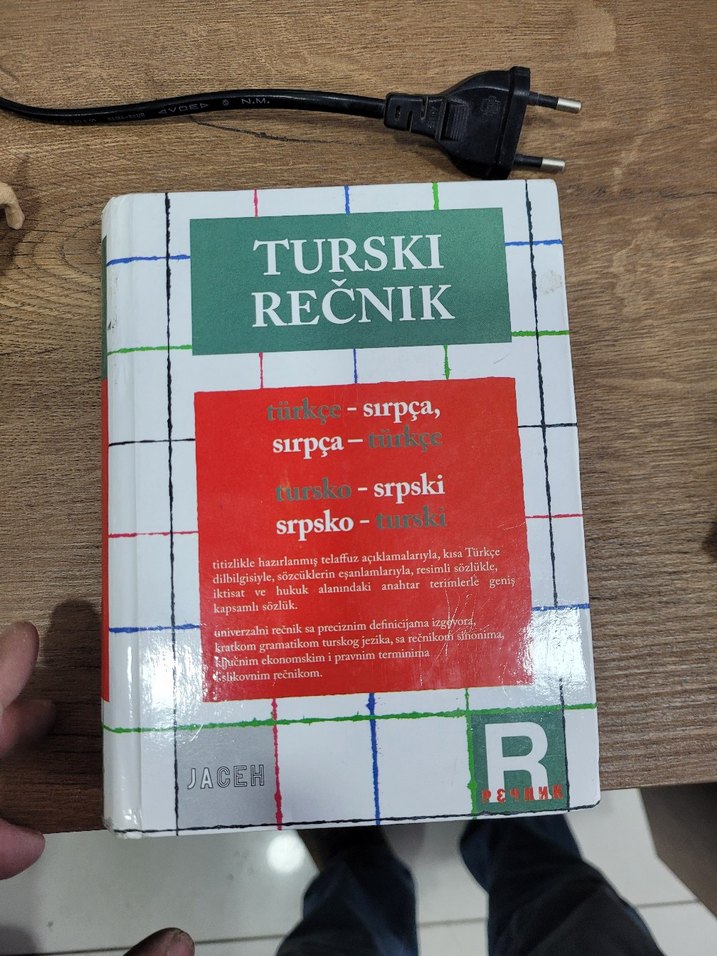 N.M.
TURSKI
REČNIK
türkçe - sırpça,
sırpça – türkçe
tursko - srpski
srpsko - turski
titizlikle hazırlanmış telaffuz açıklamalarıyla, kısa Türkçe
dilbilgisiyle, sözcüklerin eşanlamlarıyla, resimli sözlükle,
iktisat ve hukuk alanındaki anahtar terimlerle geniş
kapsamlı sözlük.
univerzalni rečnik sa preciznim definicijama izgovora,
kratkom gramatikom turskog jezika, sa rečnikom sinonima,
ključnim ekonomskim i pravnim terminima
slikovnim rečnikom.
ЈАСЕН
R
РЕЧНИК